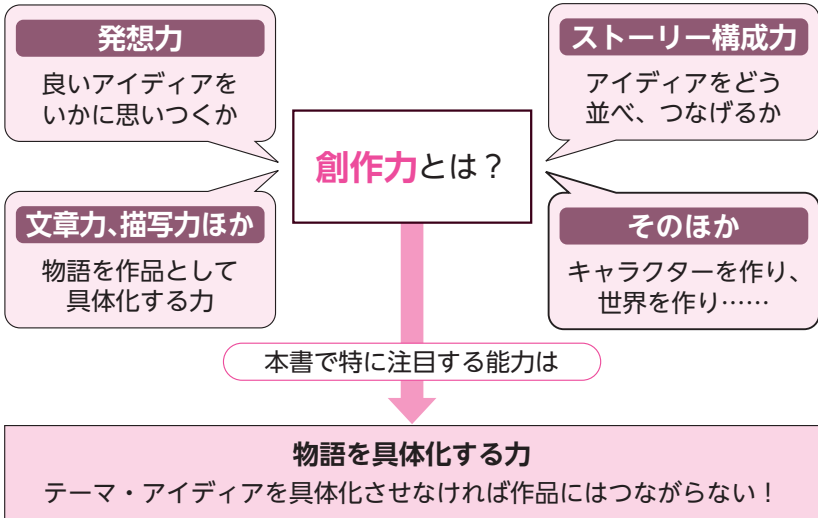 発想力
良いアイディアを
いかに思いつくか
ストーリー構成力
アイディアをどう
並べ、つなげるか
創作力とは？
文章力、描写力ほか
物語を作品として
具体化する力
そのほか
キャラクターを作り、
世界を作り……
本書で特に注目する能力は
物語を具体化する力
テーマ・アイディアを具体化させなければ作品にはつながらない！